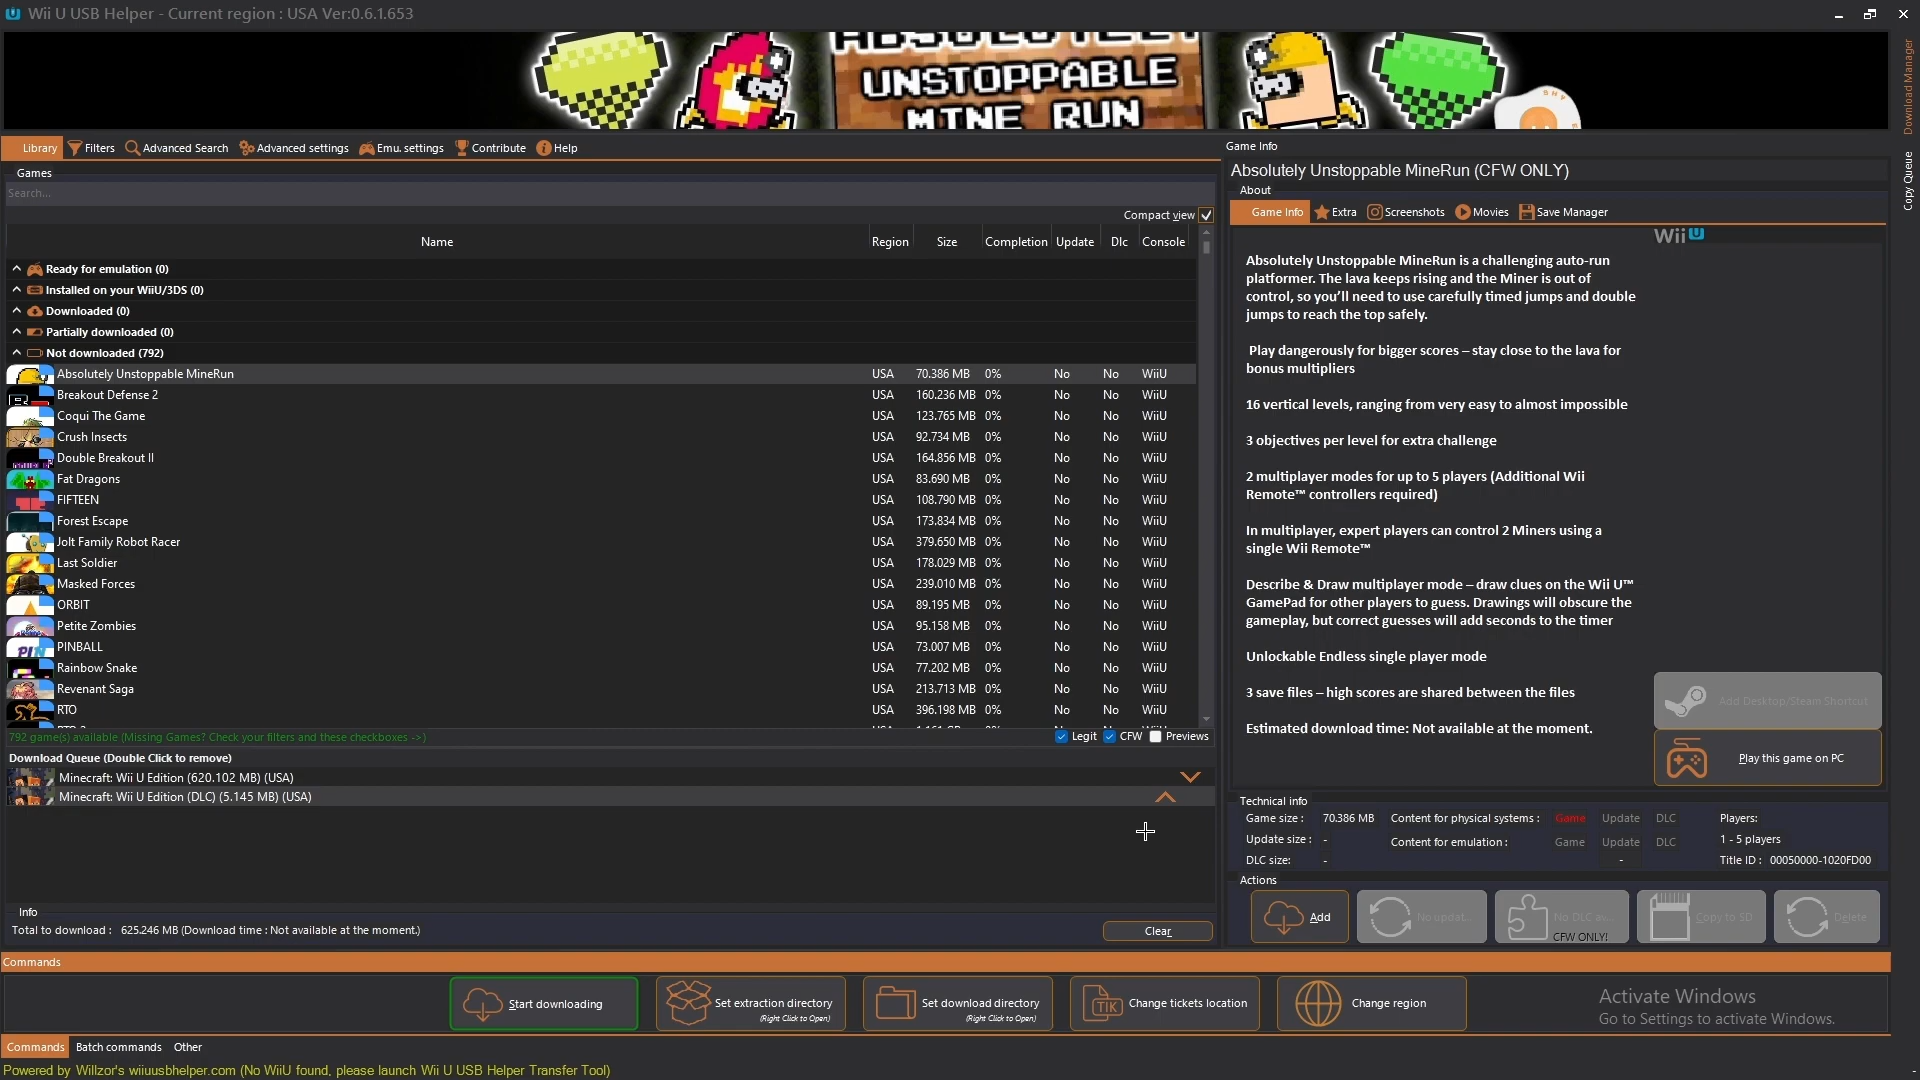 Wii U USB Helper - Current region : USA Ver:0.6.1.653
ABSOLUTELY
UNSTOPPABLE
MINE RUN
Download Manager
Copy Queue
Library
Filters
Advanced Search
Advanced settings
Emu. settings
Contribute
Help
Games
Search...
Compact view
Name Region Size Completion Update Dlc Console
Ready for emulation (0)
Installed on your WiiU/3DS (0)
Downloaded (0)
Partially downloaded (0)
Not downloaded (792)
Absolutely Unstoppable MineRun USA 70.386 MB 0% No No WiiU
Breakout Defense 2 USA 160.236 MB 0% No No WiiU
Coqui The Game USA 123.765 MB 0% No No WiiU
Crush Insects USA 92.734 MB 0% No No WiiU
Double Breakout II USA 164.856 MB 0% No No WiiU
Fat Dragons USA 83.690 MB 0% No No WiiU
FIFTEEN USA 108.790 MB 0% No No WiiU
Forest Escape USA 173.834 MB 0% No No WiiU
Jolt Family Robot Racer USA 379.650 MB 0% No No WiiU
Last Soldier USA 178.029 MB 0% No No WiiU
Masked Forces USA 239.010 MB 0% No No WiiU
ORBIT USA 89.195 MB 0% No No WiiU
Petite Zombies USA 95.158 MB 0% No No WiiU
PINBALL USA 73.007 MB 0% No No WiiU
Rainbow Snake USA 77.202 MB 0% No No WiiU
Revenant Saga USA 213.713 MB 0% No No WiiU
RTO USA 396.198 MB 0% No No WiiU
792 game(s) available (Missing Games? Check your filters and these checkboxes ->)
Legit CFW Previews
Download Queue (Double Click to remove)
Minecraft: Wii U Edition (620.102 MB) (USA)
Minecraft: Wii U Edition (DLC) (5.145 MB) (USA)
Info
Total to download : 625.246 MB (Download time : Not available at the moment.)
Clear
Game Info
Absolutely Unstoppable MineRun (CFW ONLY)
About
Game Info
Extra
Screenshots
Movies
Save Manager
Wii U
Absolutely Unstoppable MineRun is a challenging auto-run
platformer. The lava keeps rising and the Miner is out of
control, so you’ll need to use carefully timed jumps and double
jumps to reach the top safely.
Play dangerously for bigger scores – stay close to the lava for
bonus multipliers
16 vertical levels, ranging from very easy to almost impossible
3 objectives per level for extra challenge
2 multiplayer modes for up to 5 players (Additional Wii
Remote™ controllers required)
In multiplayer, expert players can control 2 Miners using a
single Wii Remote™
Describe & Draw multiplayer mode – draw clues on the Wii U™
GamePad for other players to guess. Drawings will obscure the
gameplay, but correct guesses will add seconds to the timer
Unlockable Endless single player mode
3 save files – high scores are shared between the files
Estimated download time: Not available at the moment.
Add Desktop/Steam Shortcut
Play this game on PC
Technical info
Game size : 70.386 MB Content for physical systems : Game Update DLC Players:
Update size : - Content for emulation : Game Update DLC 1 - 5 players
DLC size: - - Title ID : 00050000-1020FD00
Actions
Add
No updat...
No DLC av...
CFW ONLY!
Copy to SD
Delete
Commands
Start downloading
Set extraction directory
(Right Click to Open)
Set download directory
(Right Click to Open)
TIK
Change tickets location
Change region
Activate Windows
Go to Settings to activate Windows.
Commands Batch commands Other
Powered by Willzor's wiiuusbhelper.com (No WiiU found, please launch Wii U USB Helper Transfer Tool)